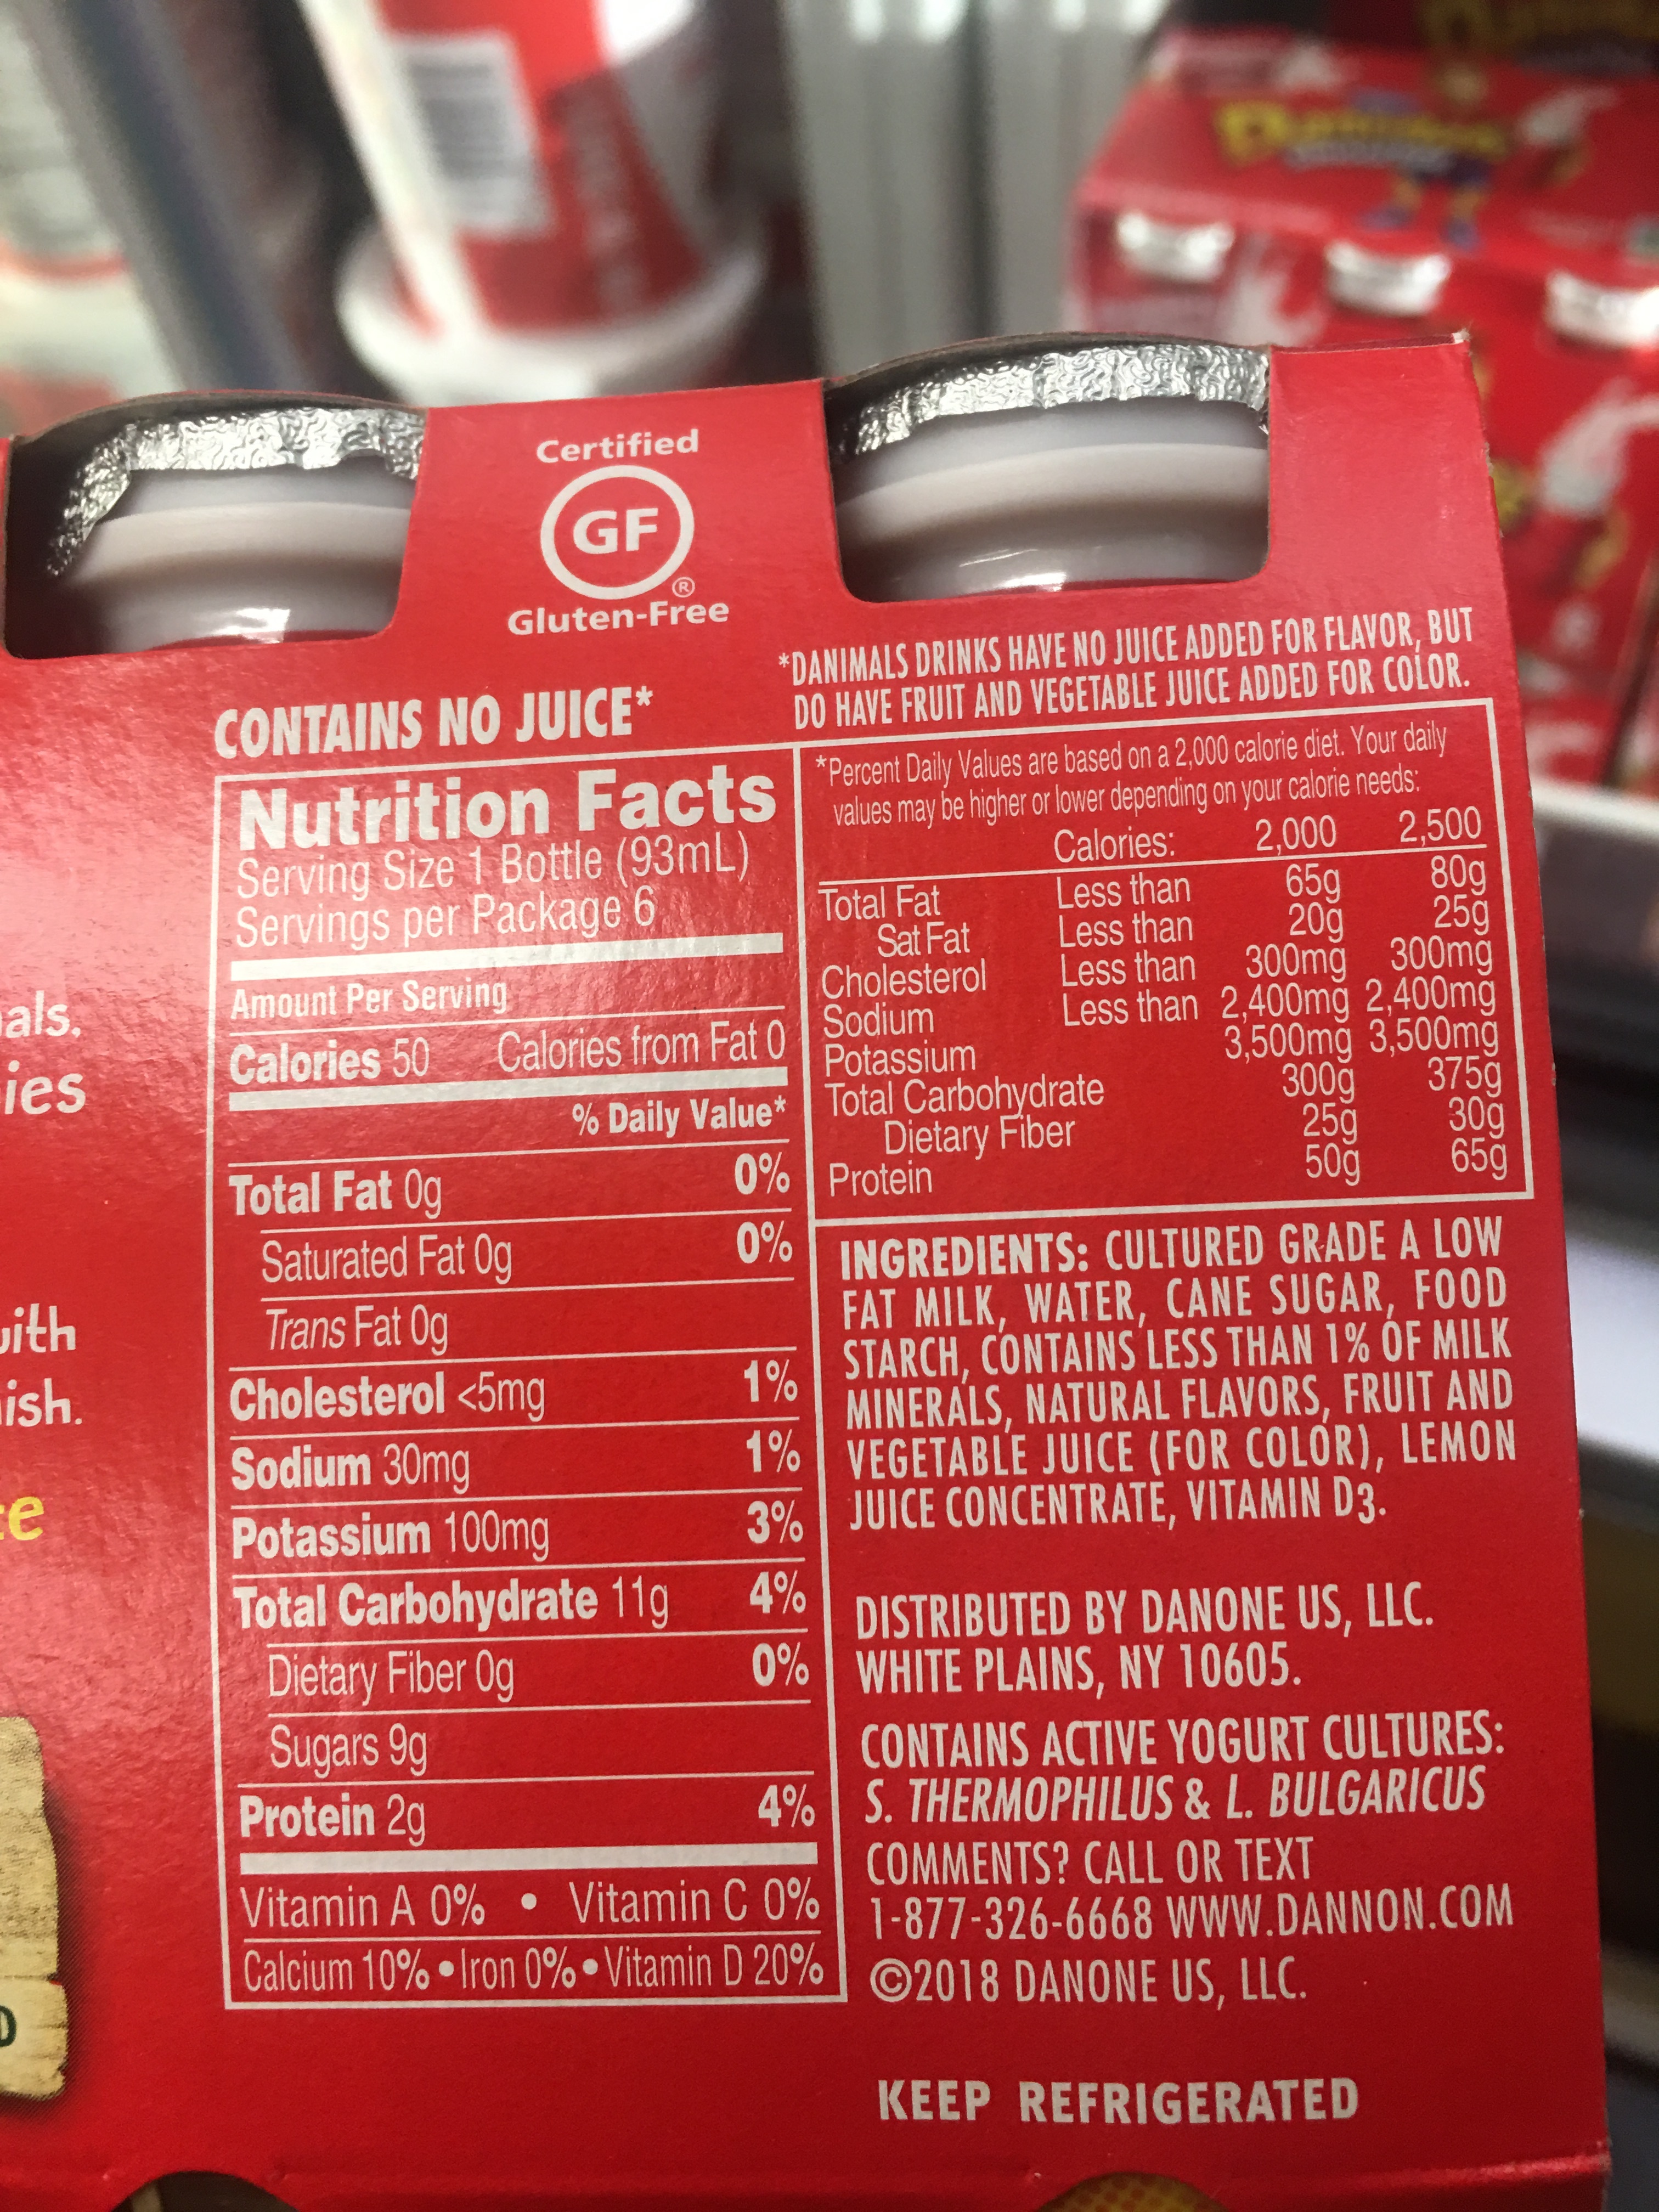 Certified
GF
®
Gluten-Free
CONTAINS NO JUICE*
*DANIMALS DRINKS HAVE NO JUICE ADDED FOR FLAVOR, BUT
DO HAVE FRUIT AND VEGETABLE JUICE ADDED FOR COLOR.
Nutrition Facts
Serving Size 1 Bottle (93mL)
Servings per Package 6
Amount Per Serving
Calories 50 Calories from Fat 0
% Daily Value*
Total Fat 0g 0%
Saturated Fat 0g 0%
Trans Fat 0g
Cholesterol <5mg 1%
Sodium 30mg 1%
Potassium 100mg 3%
Total Carbohydrate 11g 4%
Dietary Fiber 0g 0%
Sugars 9g
Protein 2g 4%
Vitamin A 0% • Vitamin C 0%
Calcium 10% • Iron 0% • Vitamin D 20%
*Percent Daily Values are based on a 2,000 calorie diet. Your daily
values may be higher or lower depending on your calorie needs:
Calories: 2,000 2,500
Total Fat Less than 65g 80g
Sat Fat Less than 20g 25g
Cholesterol Less than 300mg 300mg
Sodium Less than 2,400mg 2,400mg
Potassium 3,500mg 3,500mg
Total Carbohydrate 300g 375g
Dietary Fiber 25g 30g
Protein 50g 65g
INGREDIENTS: CULTURED GRADE A LOW
FAT MILK, WATER, CANE SUGAR, FOOD
STARCH, CONTAINS LESS THAN 1% OF MILK
MINERALS, NATURAL FLAVORS, FRUIT AND
VEGETABLE JUICE (FOR COLOR), LEMON
JUICE CONCENTRATE, VITAMIN D3.
DISTRIBUTED BY DANONE US, LLC.
WHITE PLAINS, NY 10605.
CONTAINS ACTIVE YOGURT CULTURES:
S. THERMOPHILUS & L. BULGARICUS
COMMENTS? CALL OR TEXT
1-877-326-6668 WWW.DANNON.COM
©2018 DANONE US, LLC.
KEEP REFRIGERATED